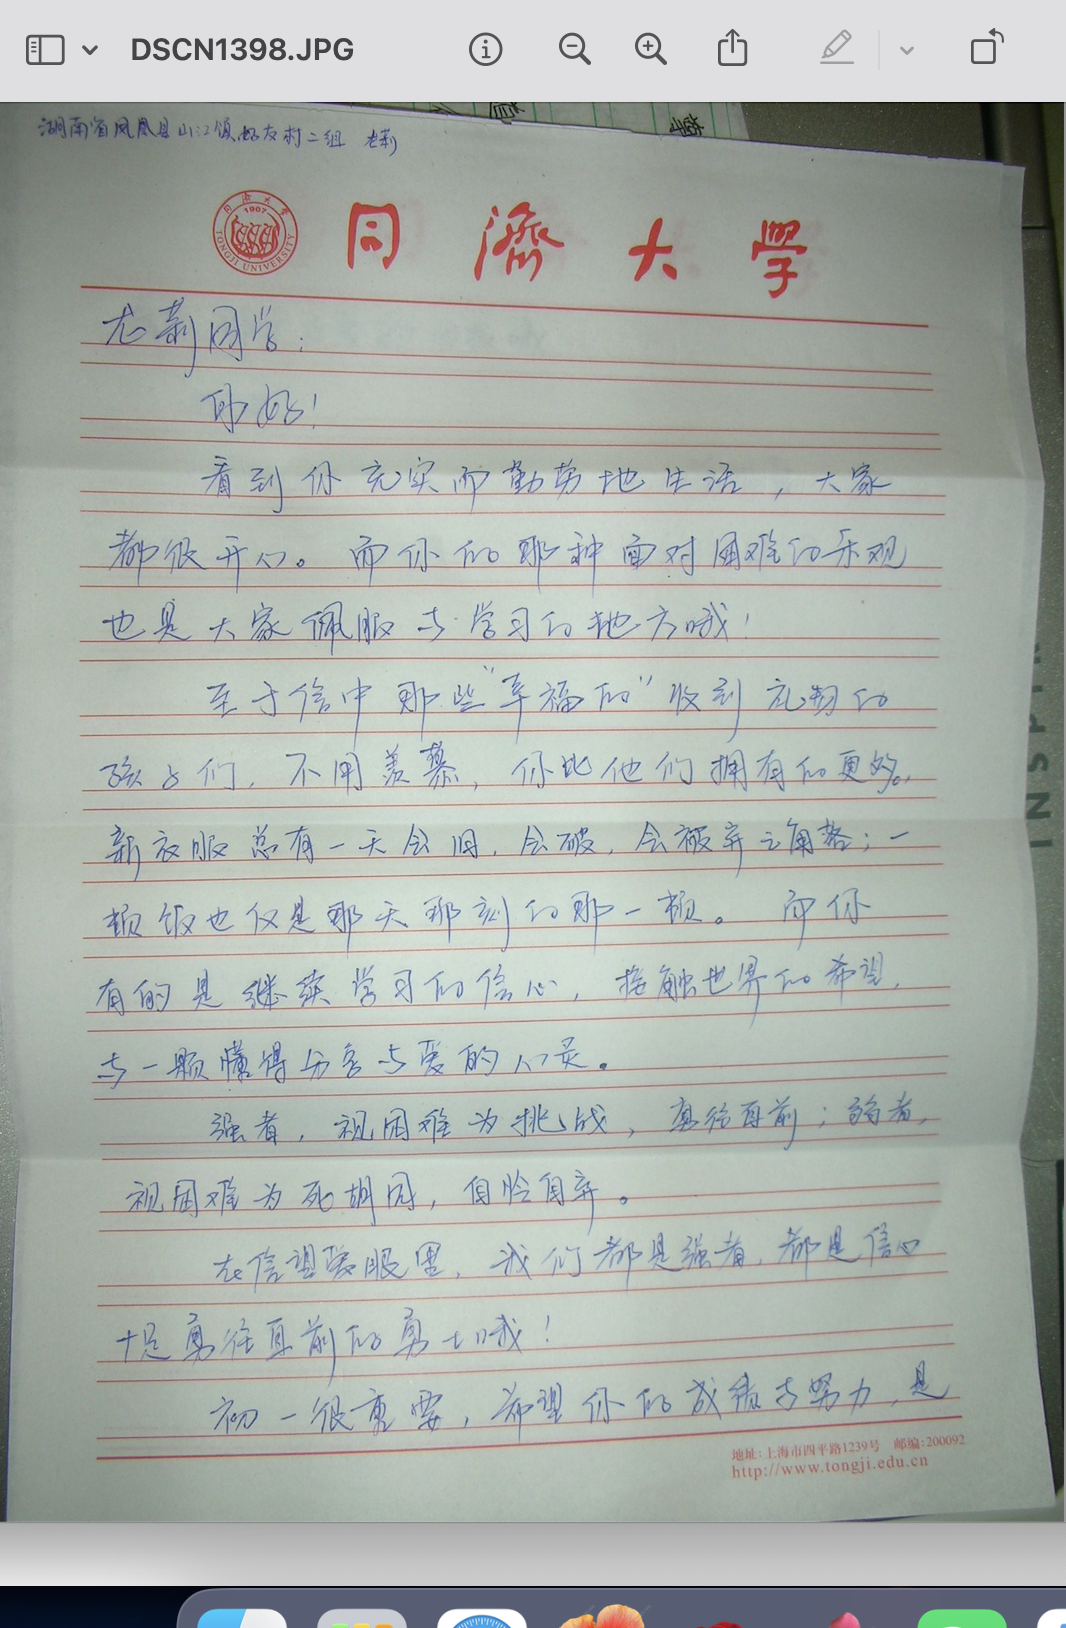 DSCN1398.JPG
湖南省凤凰县山江镇好友村二组 龙莉
同濟大學
1907
TONGJI UNIVERSITY
龙莉同学：
你好！
看到你充实而勤劳地生活，大家
都很开心。而你的那种面对困难的乐观
也是大家佩服与学习的地方哦！
至于信中那些"幸福的"收到礼物的
孩子们，不用羡慕，你比他们拥有的更多。
新衣服总有一天会旧，会破，会被弃之角落；一
顿饭也仅是那天那刻的那一顿。而你
有的是继续学习的信心，接触世界的希望，
与一颗懂得分享与爱的心灵。
强者，视困难为挑战，勇往直前；弱者，
视困难为死胡同，自怜自弃。
在信望爱眼里，我们都是强者，都是信心
十足勇往直前的勇士哦！
初一很重要，希望你的成绩与努力，是
地址：上海市四平路1239号 邮编：200092
http://www.tongji.edu.cn